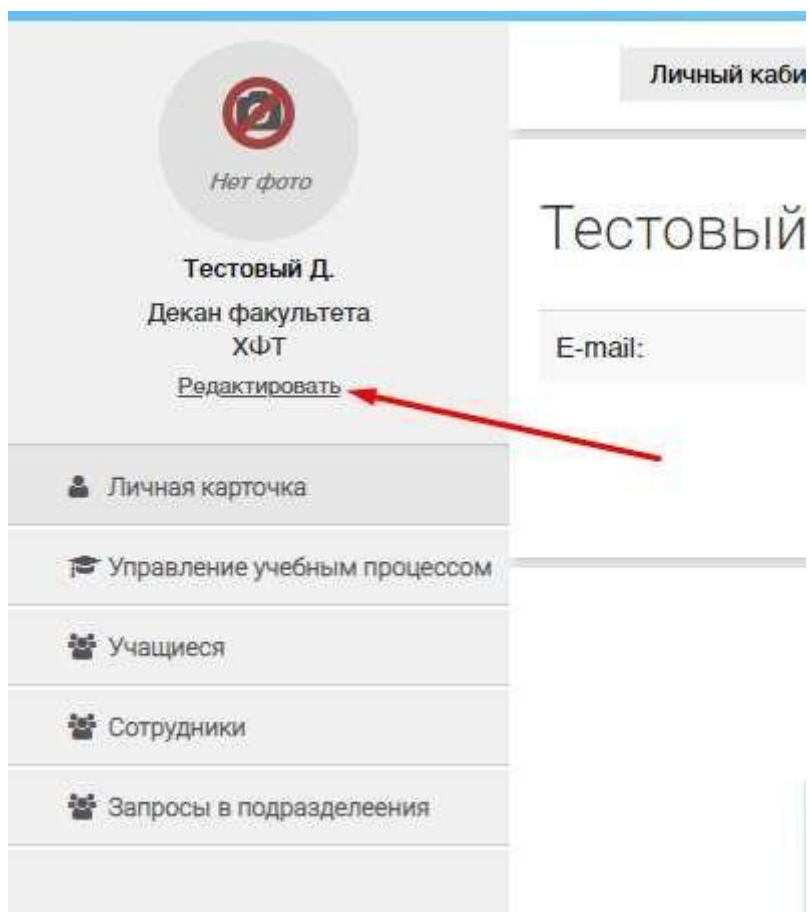 Нет фото
Тестовый Д.
Декан факультета
ХФТ
Редактировать
Личная карточка
Управление учебным процессом
Учащиеся
Сотрудники
Запросы в подразделеения
Личный каби
Тестовый
E-mail: